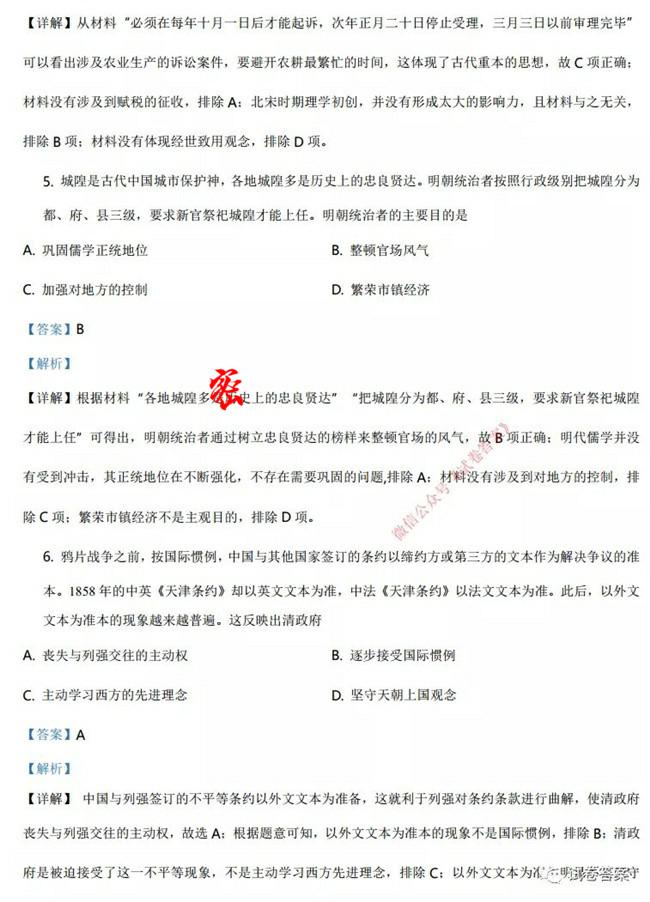 【详解】从材料“必须在每年十月一日后才能起诉，次年正月二十日停止受理，三月三日以前审理完毕”
可以看出涉及农业生产的诉讼案件，要避开农耕最繁忙的时间，这体现了古代重本的思想，故 C 项正确；
材料没有涉及到赋税的征收，排除 A；北宋时期理学初创，并没有形成太大的影响力，且材料与之无关，
排除 B 项；材料没有体现经世致用观念，排除 D 项。
5. 城隍是古代中国城市保护神，各地城隍多是历史上的忠良贤达。明朝统治者按照行政级别把城隍分为
都、府、县三级，要求新官祭祀城隍才能上任。明朝统治者的主要目的是
A. 巩固儒学正统地位 B. 整顿官场风气
C. 加强对地方的控制 D. 繁荣市镇经济
【答案】B
【解析】
【详解】根据材料“各地城隍多是历史上的忠良贤达”“把城隍分为都、府、县三级，要求新官祭祀城隍
才能上任”可得出，明朝统治者通过树立忠良贤达的榜样来整顿官场的风气，故 B 项正确；明代儒学并没
有受到冲击，其正统地位在不断强化，不存在需要巩固的问题,排除 A；材料没有涉及到对地方的控制，排
除 C 项；繁荣市镇经济不是主观目的，排除 D 项。
微信公众号《试卷答案》
6. 鸦片战争之前，按国际惯例，中国与其他国家签订的条约以缔约方或第三方的文本作为解决争议的准
本。1858 年的中英《天津条约》却以英文文本为准，中法《天津条约》以法文文本为准。此后，以外文
文本为准本的现象越来越普遍。这反映出清政府
A. 丧失与列强交往的主动权 B. 逐步接受国际惯例
C. 主动学习西方的先进理念 D. 坚守天朝上国观念
【答案】A
【解析】
【详解】 中国与列强签订的不平等条约以外文文本为准备，这就利于列强对条约条款进行曲解，使清政府
丧失与列强交往的主动权，故选 A；根据题意可知，以外文文本为准本的现象不是国际惯例，排除 B；清政
府是被迫接受了这一不平等现象，不是主动学习西方先进理念，排除 C；以外文文本为准，明
试卷答案